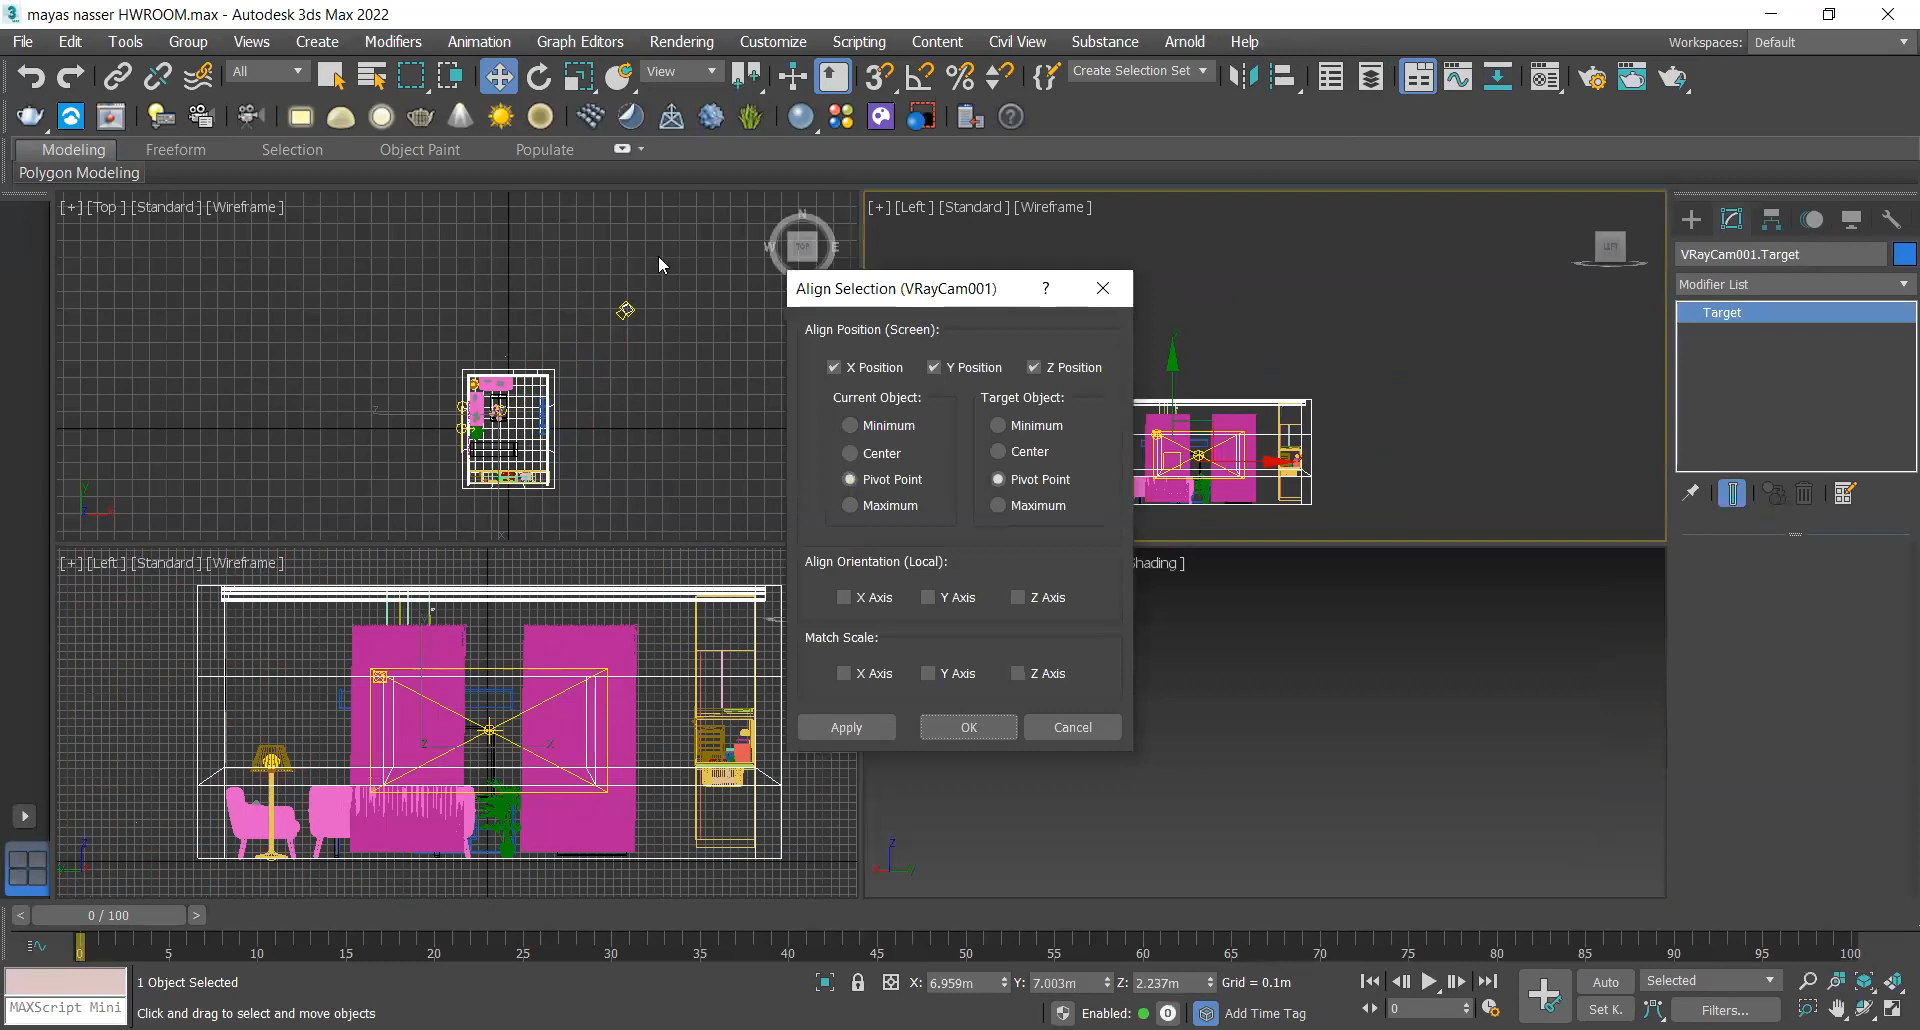 mayas nasser HWROOM.max - Autodesk 3ds Max 2022
File Edit Tools Group Views Create Modifiers Animation Graph Editors Rendering Customize Scripting Content Civil View Substance Arnold Help Workspaces: Default
All View Create Selection Set
Modeling Freeform Selection Object Paint Populate
Polygon Modeling
[+] [Top ] [Standard ] [Wireframe ]
[+] [Left ] [Standard ] [Wireframe ]
N
W TOP E
LEFT
VRayCam001.Target
Modifier List
Target
Align Selection (VRayCam001) ?
Align Position (Screen):
X Position Y Position Z Position
Current Object: Target Object:
Minimum Minimum
Center Center
Pivot Point Pivot Point
Maximum Maximum
Align Orientation (Local):
X Axis Y Axis Z Axis
Match Scale:
X Axis Y Axis Z Axis
Apply OK Cancel
[+] [Left ] [Standard ] [Wireframe ]
hading ]
z x
z
y
z
x y
< 0 / 100 >
0 5 10 15 20 25 30 35 40 45 50 55 60 65 70 75 80 85 90 95 100
1 Object Selected
X: 6.959m Y: 7.003m Z: 2.237m Grid = 0.1m
Auto Selected
MAXScript Mini
Click and drag to select and move objects
Enabled: 0 Add Time Tag
0
Set K. Filters...